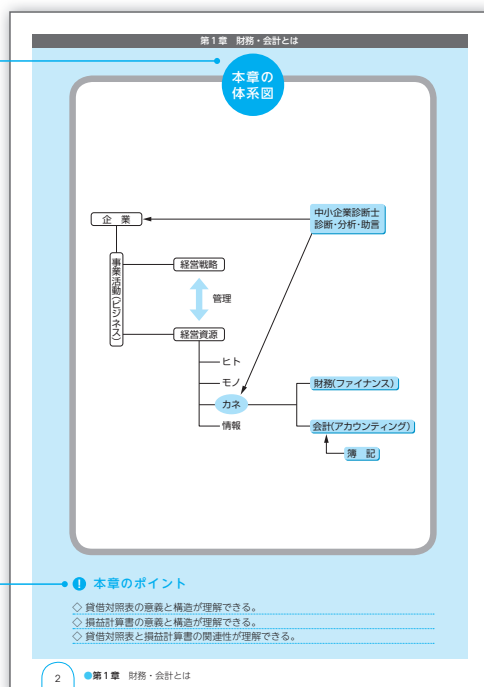 第1章 財務・会計とは
本章の
体系図
中小企業診断士
診断・分析・助言
企 業
事業活動(ビジネス)
経営戦略
管理
経営資源
ヒト
モノ
カネ
情報
財務(ファイナンス)
会計(アカウンティング)
簿 記
! 本章のポイント
◇ 貸借対照表の意義と構造が理解できる。
◇ 損益計算書の意義と構造が理解できる。
◇ 貸借対照表と損益計算書の関連性が理解できる。
2 ●第1章 財務・会計とは